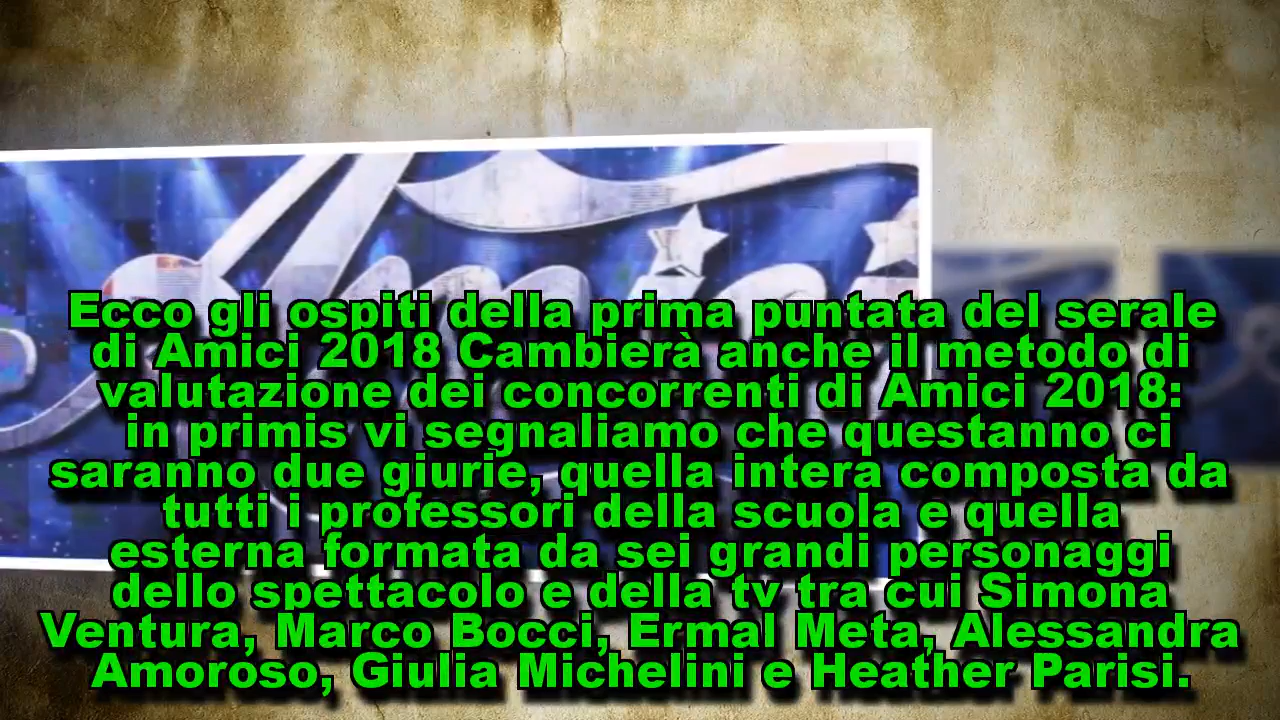 Amici
Ecco gli ospiti della prima puntata del serale
di Amici 2018 Cambierà anche il metodo di
valutazione dei concorrenti di Amici 2018:
in primis vi segnaliamo che questanno ci
saranno due giurie, quella intera composta da
tutti i professori della scuola e quella
esterna formata da sei grandi personaggi
dello spettacolo e della tv tra cui Simona
Ventura, Marco Bocci, Ermal Meta, Alessandra
Amoroso, Giulia Michelini e Heather Parisi.